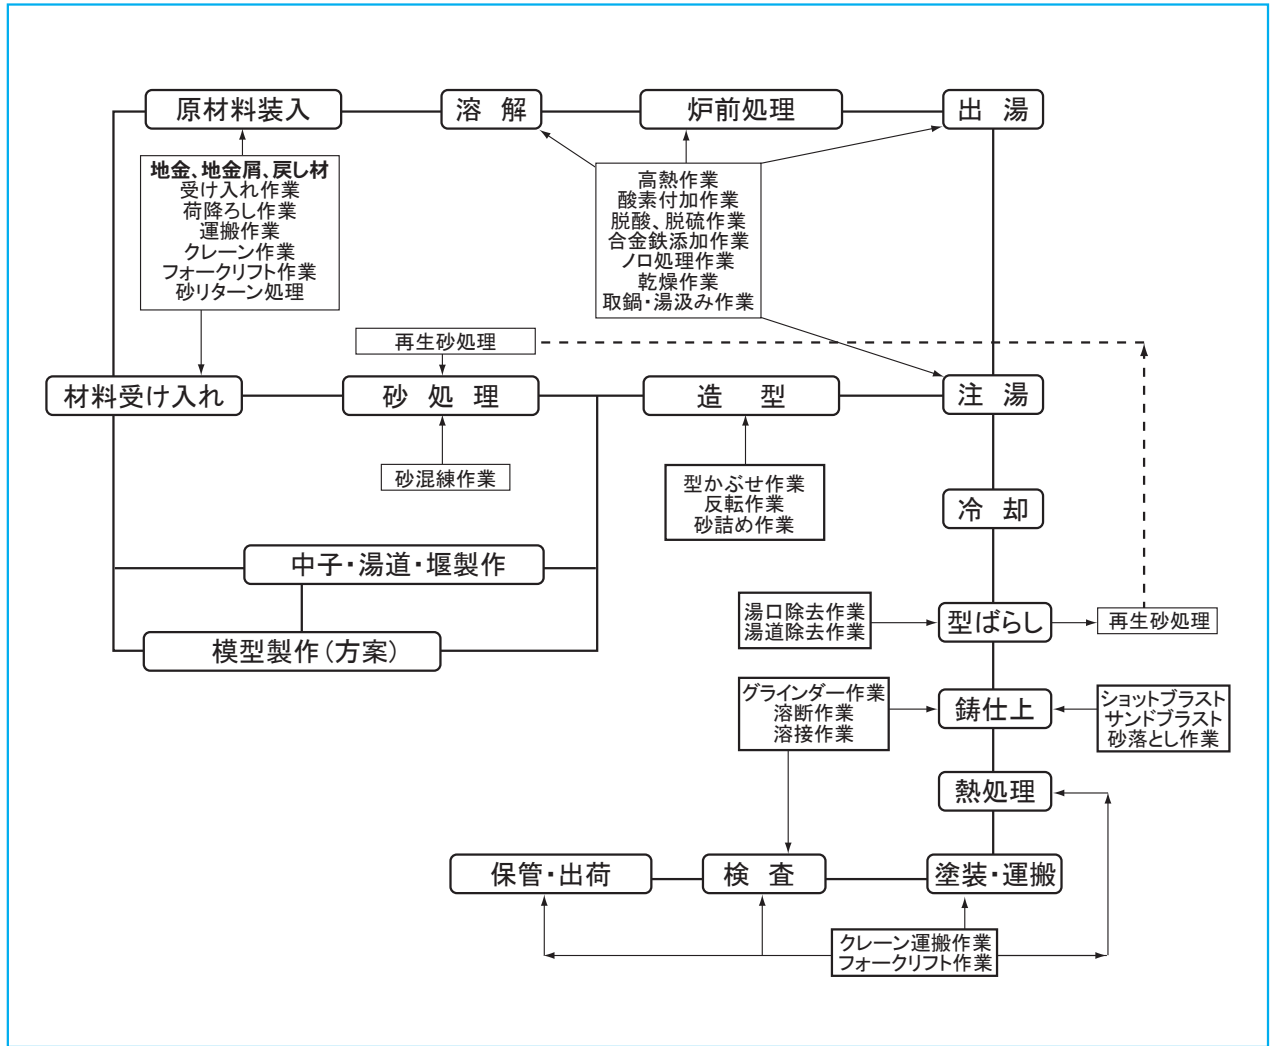 原材料装入
溶 解
炉前処理
出 湯
地金、地金屑、戻し材
受け入れ作業
荷降ろし作業
運搬作業
クレーン作業
フォークリフト作業
砂リターン処理
高熱作業
酸素付加作業
脱酸、脱硫作業
合金鉄添加作業
ノロ処理作業
乾燥作業
取鍋・湯汲み作業
再生砂処理
材料受け入れ
砂 処 理
造 型
注 湯
砂混練作業
型かぶせ作業
反転作業
砂詰め作業
冷 却
中子・湯道・堰製作
模型製作(方案)
湯口除去作業
湯道除去作業
型ばらし
再生砂処理
グラインダー作業
溶断作業
溶接作業
鋳仕上
ショットブラスト
サンドブラスト
砂落とし作業
熱処理
保管・出荷
検 査
塗装・運搬
クレーン運搬作業
フォークリフト作業